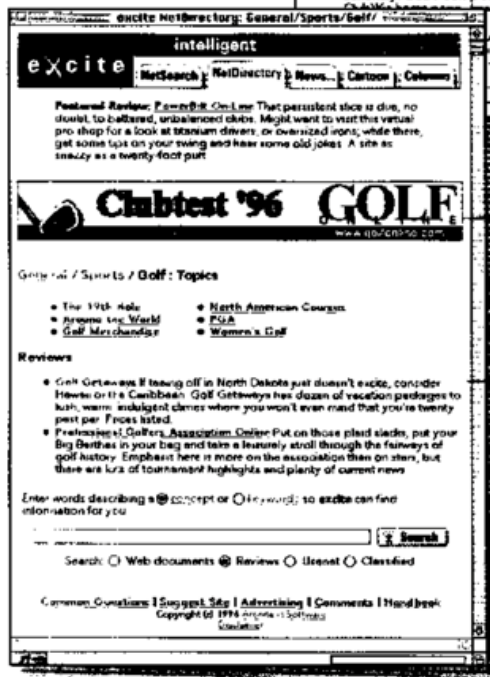 excite NetDirectory: General/Sports/Golf/
intelligent
excite
NetSearch NetDirectory News... Cartoon Columns
Featured Review: PowerBilt On-Line That persistent slice is due, no
doubt, to battered, unbalanced clubs. Might want to visit this virtual
pro shop for a look at titanium drivers, or oversized irons; while there,
get some tips on your swing and hear some old jokes. A site as
snazzy as a twenty-foot putt
Clubtest '96 GOLF
www.golfonline.com
General / Sports / Golf : Topics
The 19th Hole
Around the World
Golf Merchandise
North American Courses
PGA
Women's Golf
Reviews
Golf Getaways If teeing off in North Dakota just doesn't excite, consider
Hawaii or the Caribbean. Golf Getaways has dozen of vacation packages to
lush, warm indulgent climes where you won't even mind that you're twenty
past par. Prices listed.
Professional Golfers Association Online Put on those plaid slacks, put your
Big Berthas in your bag and take a leisurely stroll through the fairways of
golf history. Emphasis here is more on the association then on stars, but
there are lots of tournament highlights and plenty of current news
Enter words describing a concept or keywords so excite can find
information for you
Search
Search: Web documents Reviews Usenet Classified
Common Questions | Suggest Site | Advertising | Comments | Handbook
Copyright (c) 1996 Software
Disclaimer